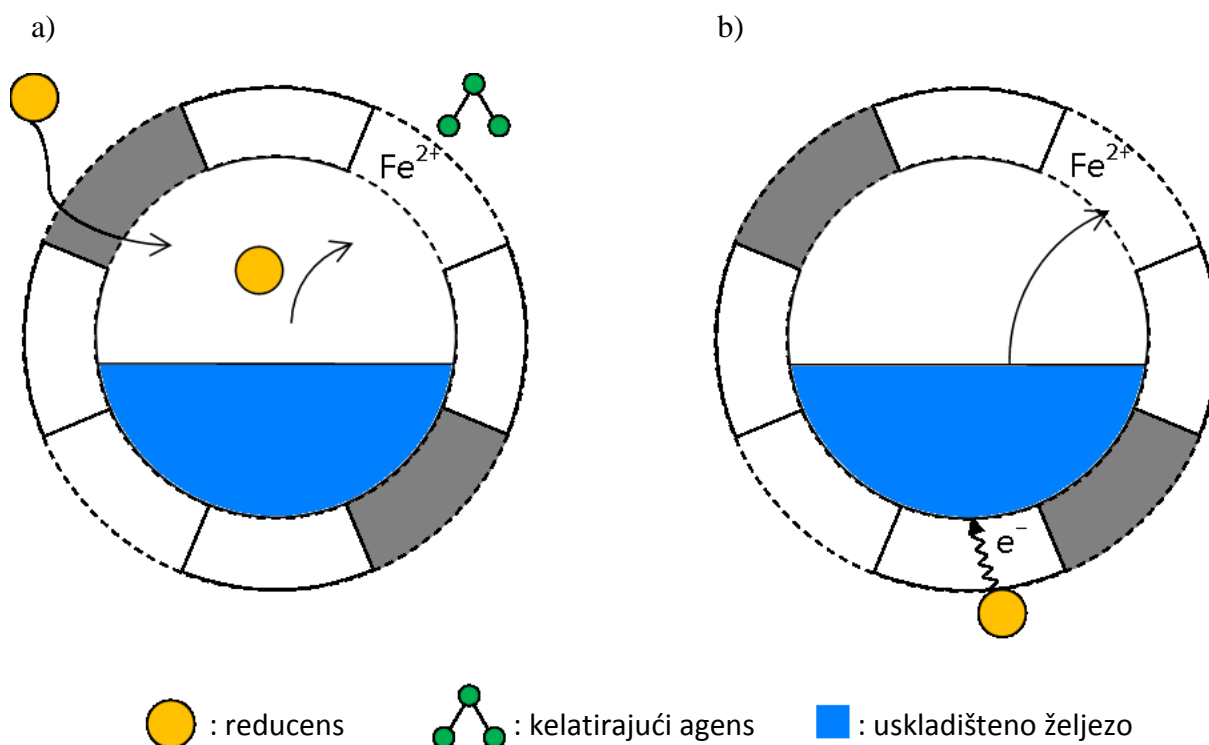 a) b)
Fe²⁺ Fe²⁺
e⁻
: reducens : kelatirajući agens : uskladišteno željezo